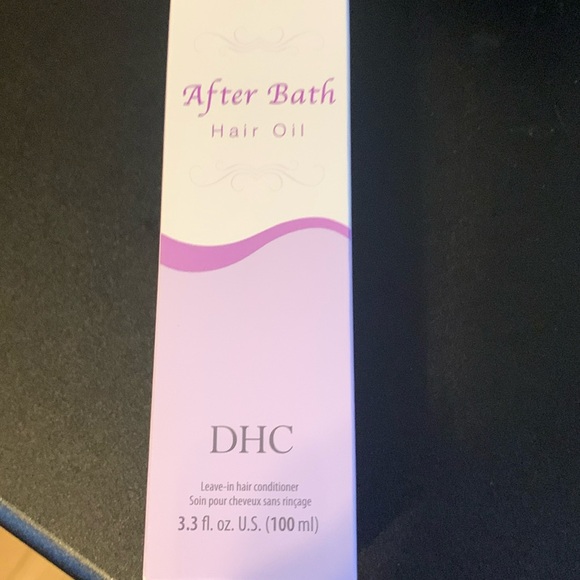 After Bath
Hair Oil
DHC
Leave-in hair conditioner
Soin pour cheveux sans rinçage
3.3 fl. oz. U.S. (100 ml)